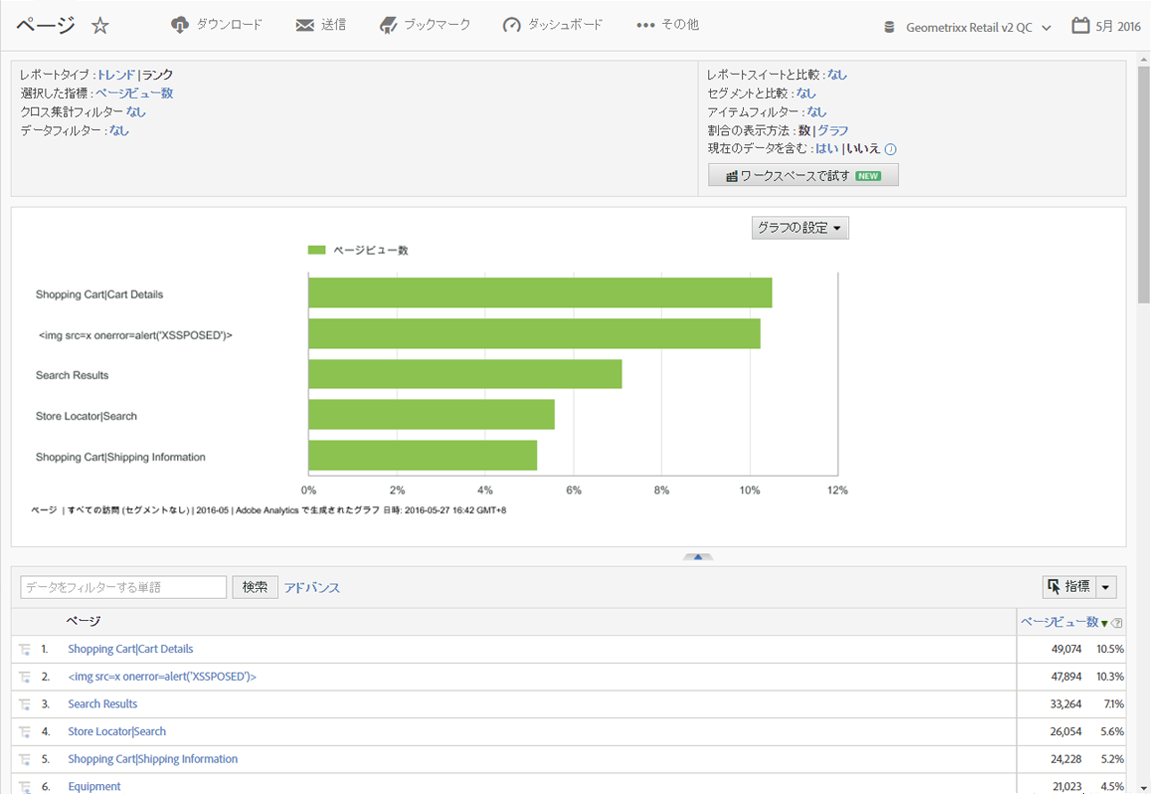 ページ ダウンロード 送信 ブックマーク ダッシュボード その他 Geometrixx Retail v2 QC 5月 2016
レポートタイプ : トレンド | ランク
選択した指標 : ページビュー数
クロス集計フィルター なし
データフィルター : なし
レポートスイートと比較 : なし
セグメントと比較 : なし
アイテムフィルター : なし
割合の表示方法 : 数 | グラフ
現在のデータを含む : はい | いいえ
ワークスペースで試す NEW
グラフの設定
ページビュー数
Shopping Cart|Cart Details
<img src=x onerror=alert('XSSPOSED')>
Search Results
Store Locator|Search
Shopping Cart|Shipping Information
0% 2% 4% 6% 8% 10% 12%
ページ | すべての訪問 (セグメントなし) | 2016-05 | Adobe Analytics で生成されたグラフ 日時: 2016-05-27 16:42 GMT+8
データをフィルターする単語 検索 アドバンス 指標
ページ ページビュー数
1. Shopping Cart|Cart Details 49,074 10.5%
2. <img src=x onerror=alert('XSSPOSED')> 47,894 10.3%
3. Search Results 33,264 7.1%
4. Store Locator|Search 26,054 5.6%
5. Shopping Cart|Shipping Information 24,228 5.2%
6. Equipment 21,023 4.5%